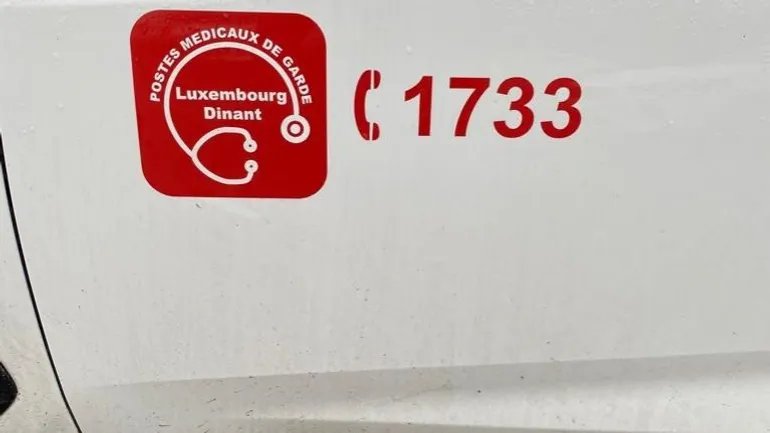 POSTES MEDICAUX DE GARDE
Luxembourg
Dinant
1733